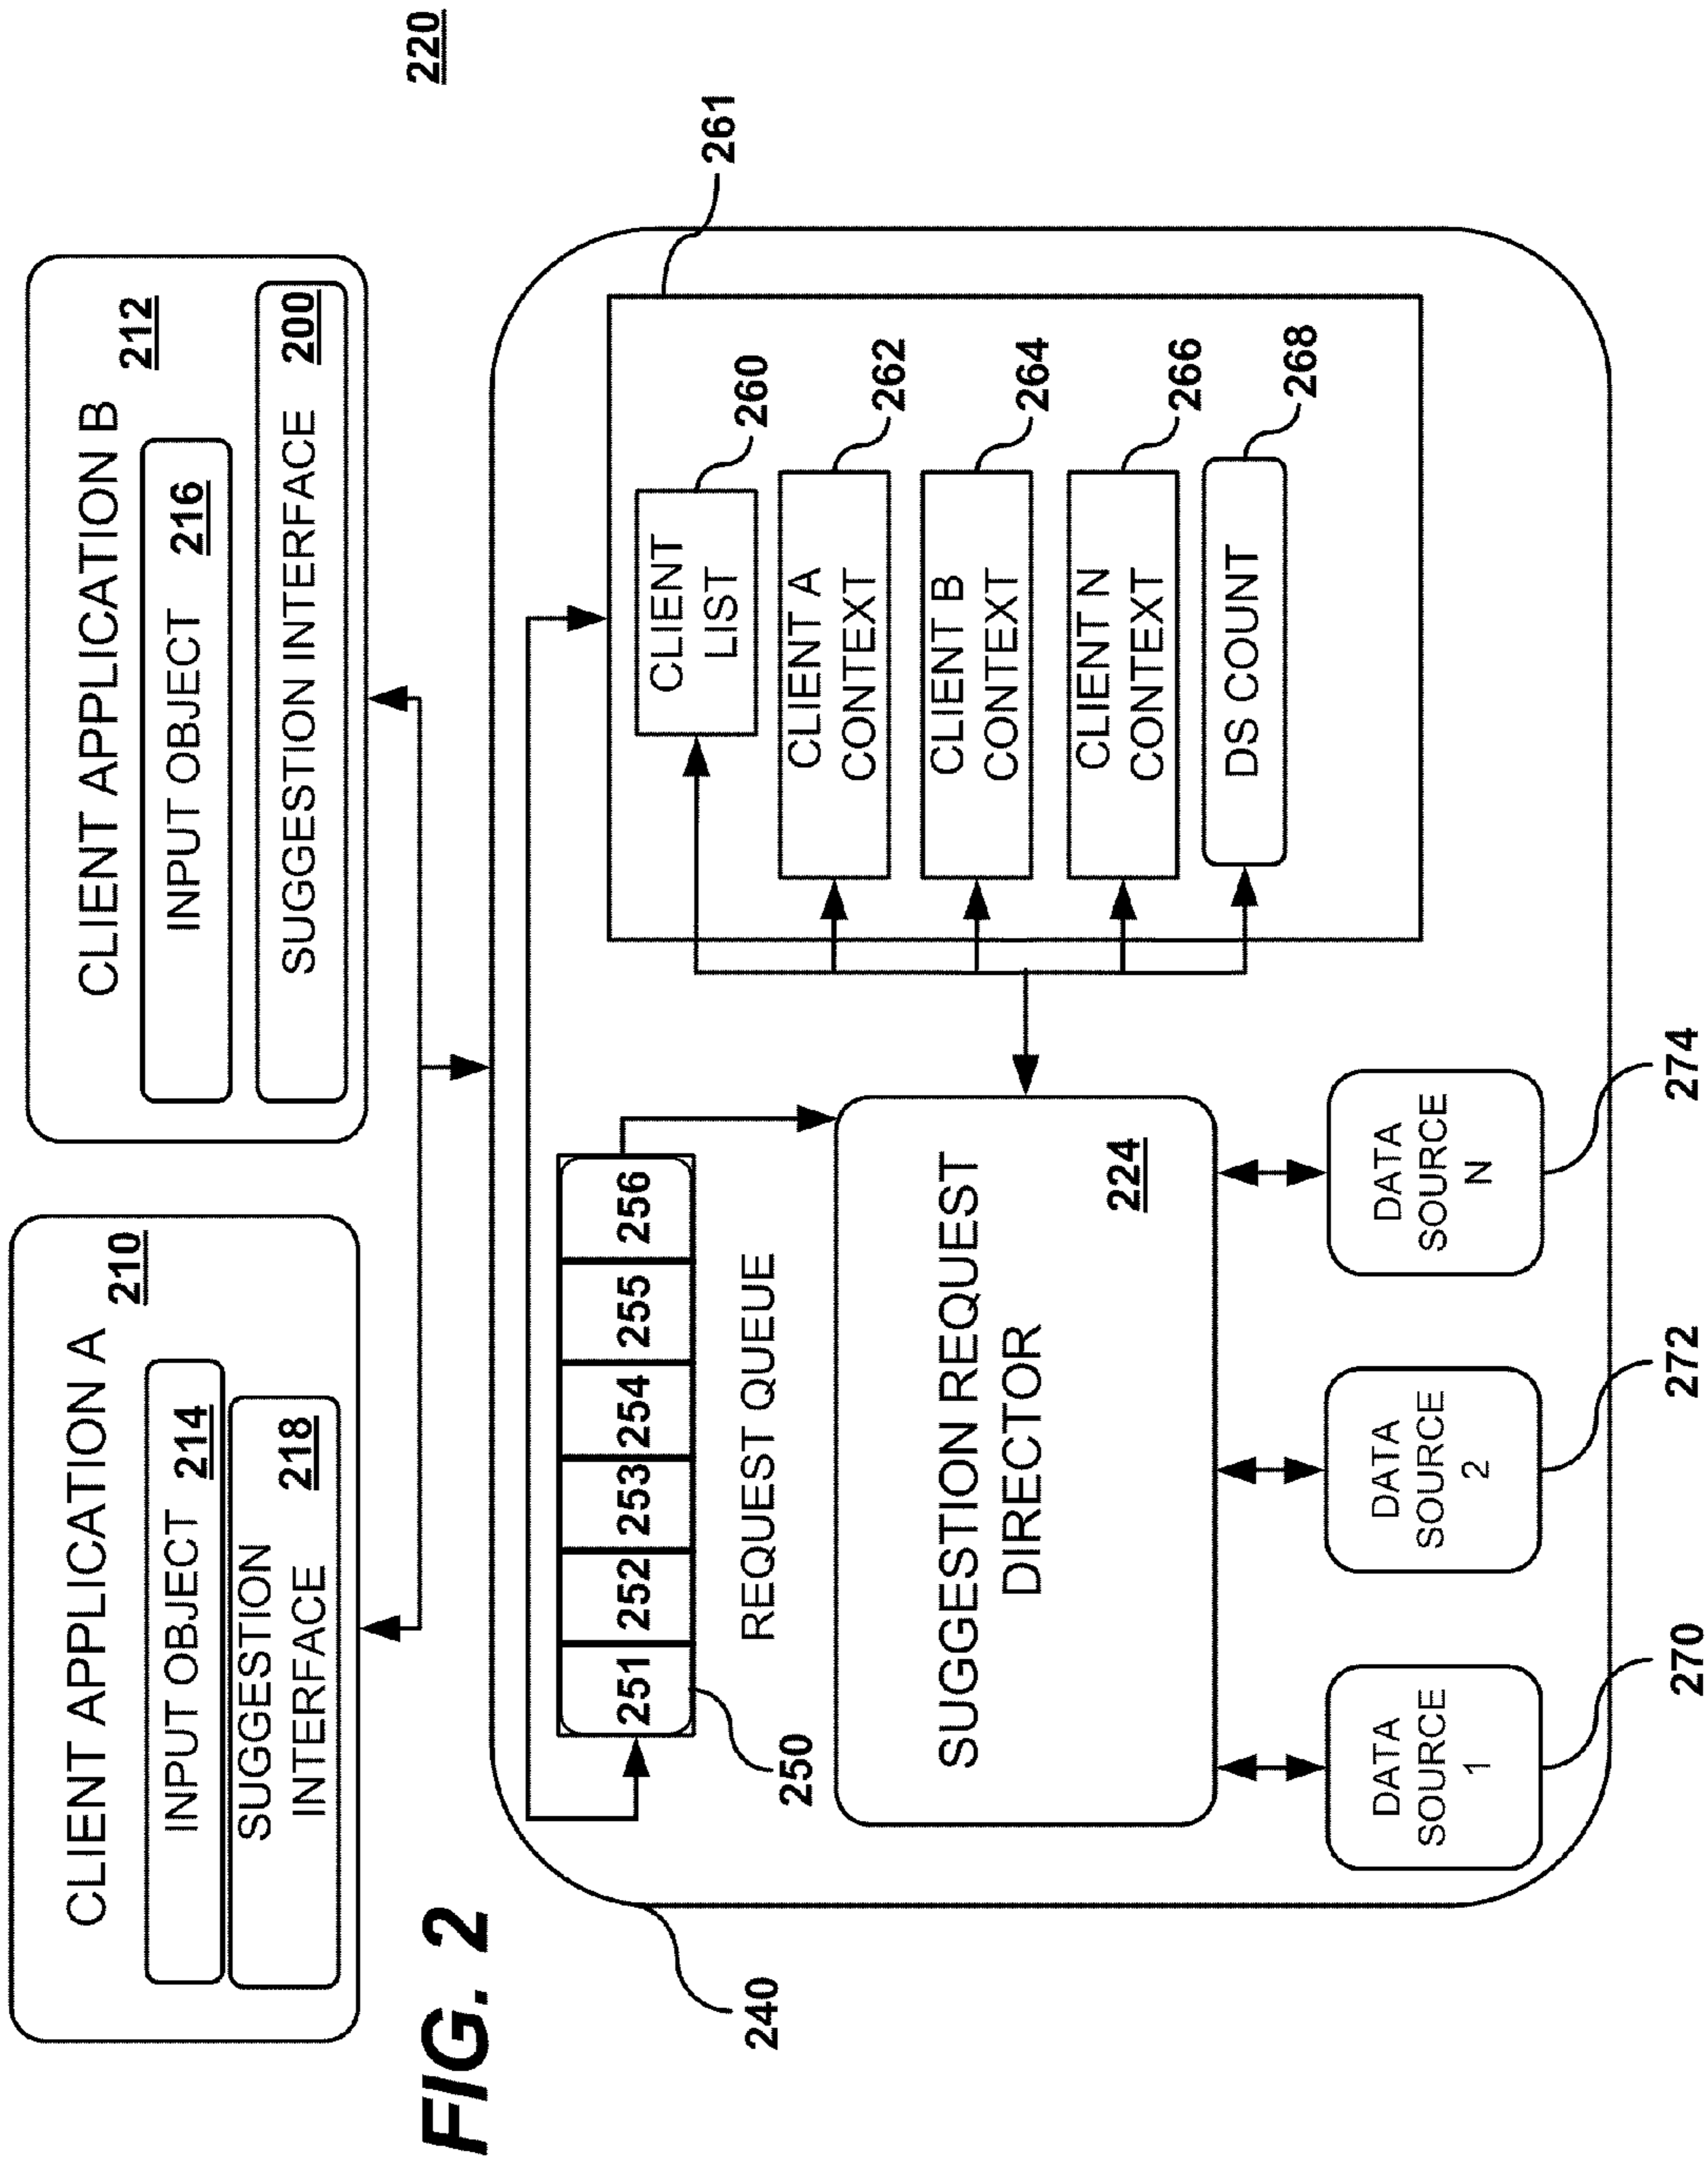 220
CLIENT APPLICATION A
210
INPUT OBJECT 214
SUGGESTION
INTERFACE
218
CLIENT APPLICATION B
212
INPUT OBJECT 216
SUGGESTION INTERFACE 200
FIG. 2
240
251 252 253 254 255 256
250
REQUEST QUEUE
SUGGESTION REQUEST
DIRECTOR
224
261
CLIENT
LIST
260
CLIENT A
CONTEXT
262
CLIENT B
CONTEXT
264
CLIENT N
CONTEXT
266
DS COUNT
268
DATA
SOURCE
1
270
DATA
SOURCE
2
272
DATA
SOURCE
N
274